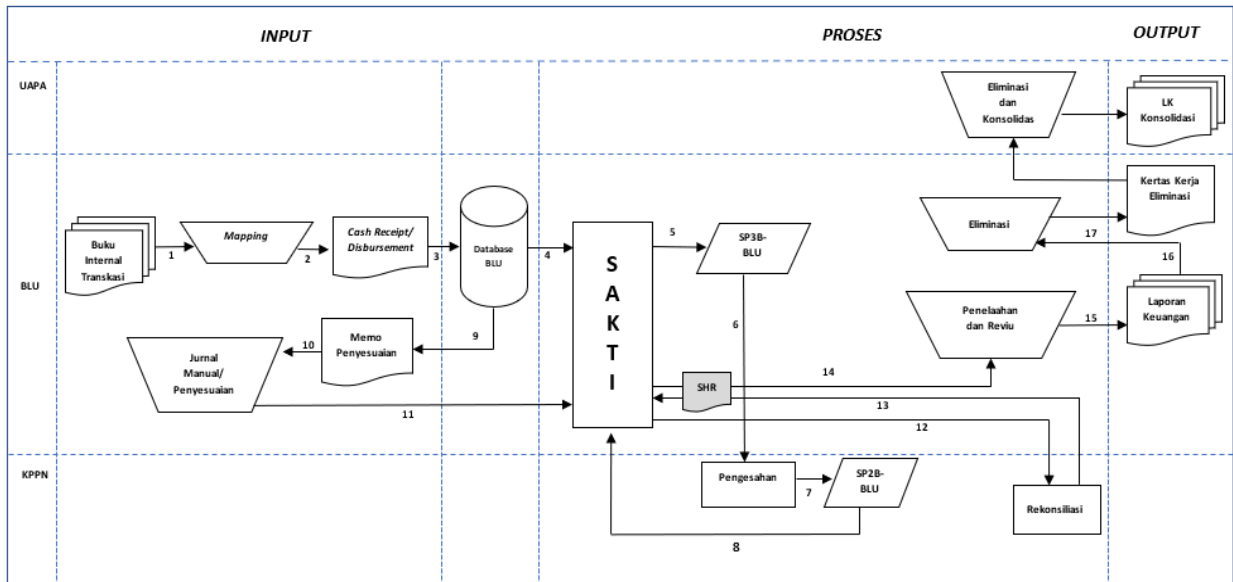 INPUT
PROSES
OUTPUT
UAPA
Eliminasi
dan
Konsolidas
LK
Konsolidasi
BLU
Buku
Internal
Transkasi
1
Mapping
2
Cash Receipt/
Disbursement
3
Database
BLU
4
S
A
K
T
I
5
SP3B-
BLU
6
Eliminasi
Kertas Kerja
Eliminasi
17
16
Penelaahan
dan Reviu
15
Laporan
Keuangan
9
Memo
Penyesuaian
10
Jurnal
Manual/
Penyesuaian
11
SHR
14
13
12
KPPN
Pengesahan
7
SP2B-
BLU
8
Rekonsiliasi